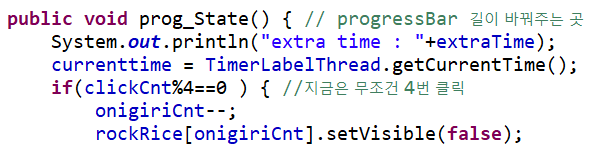 public void prog_State() { // progressBar 길이 바꿔주는 곳
System.out.println("extra time : "+extraTime);
currenttime = TimerLabelThread.getCurrentTime();
if(clickCnt%4==0 ) { //지금은 무조건 4번 클릭
onigiriCnt--;
rockRice[onigiriCnt].setVisible(false);